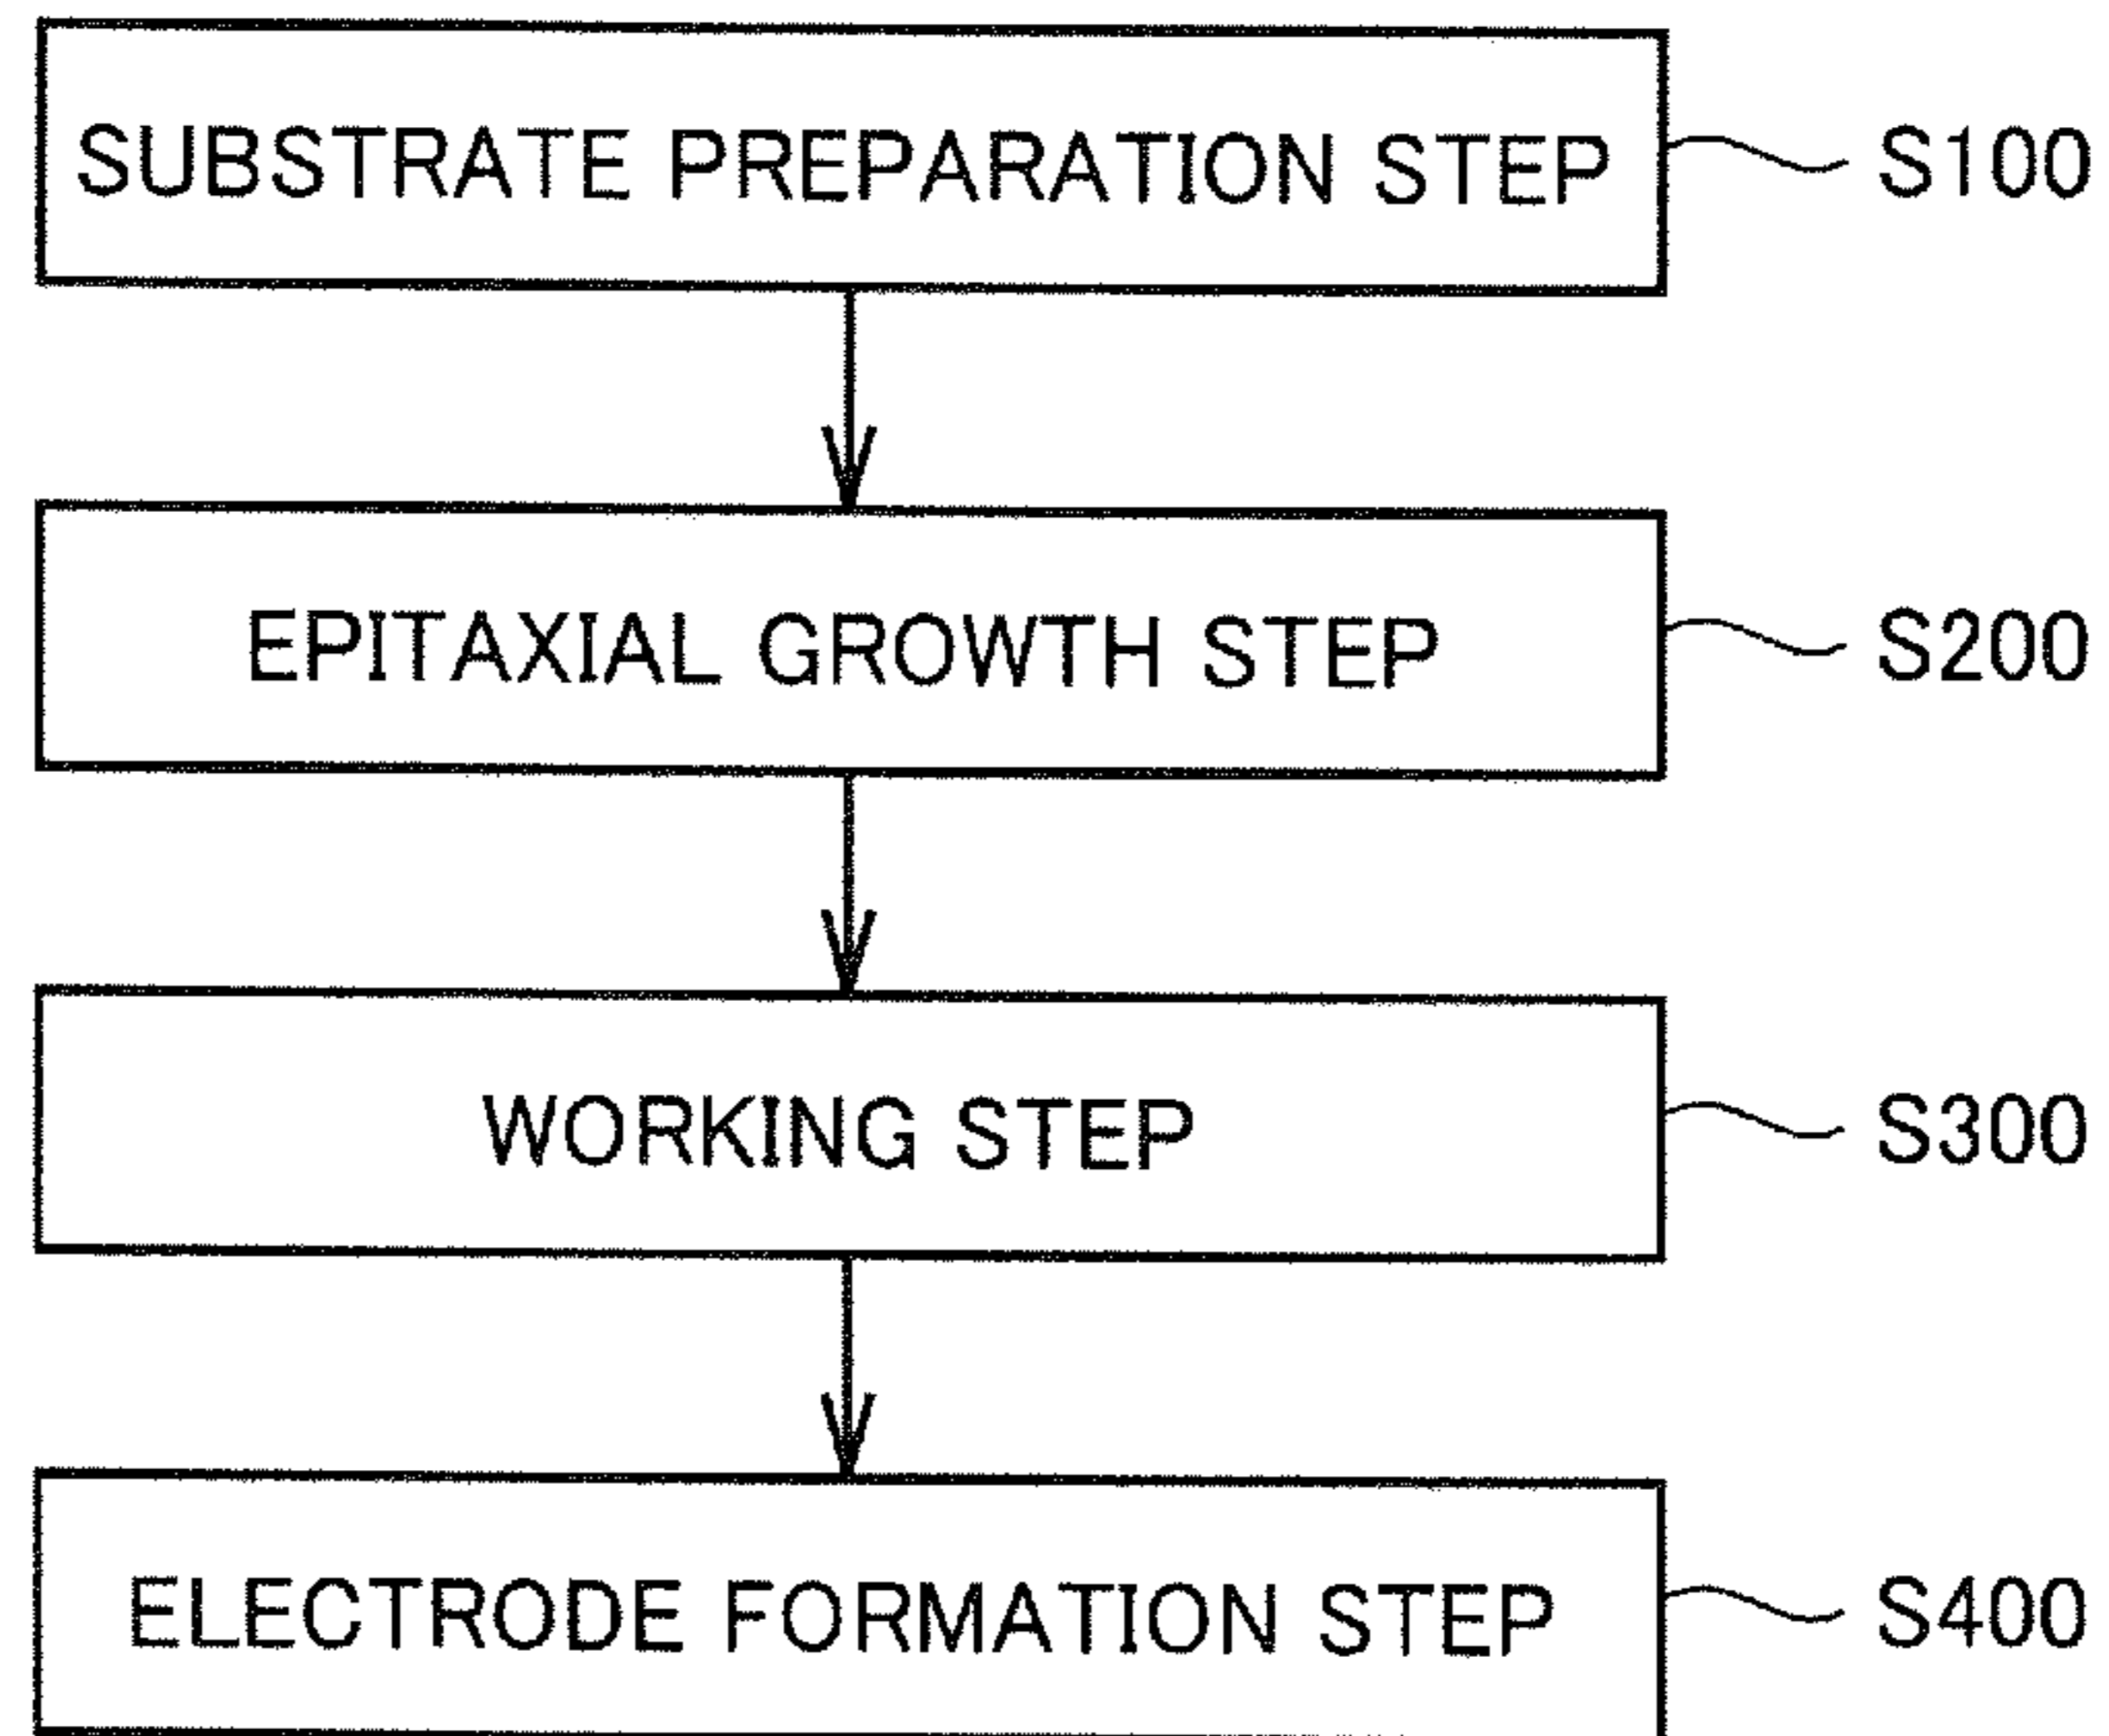 SUBSTRATE PREPARATION STEP S100
EPITAXIAL GROWTH STEP S200
WORKING STEP S300
ELECTRODE FORMATION STEP S400